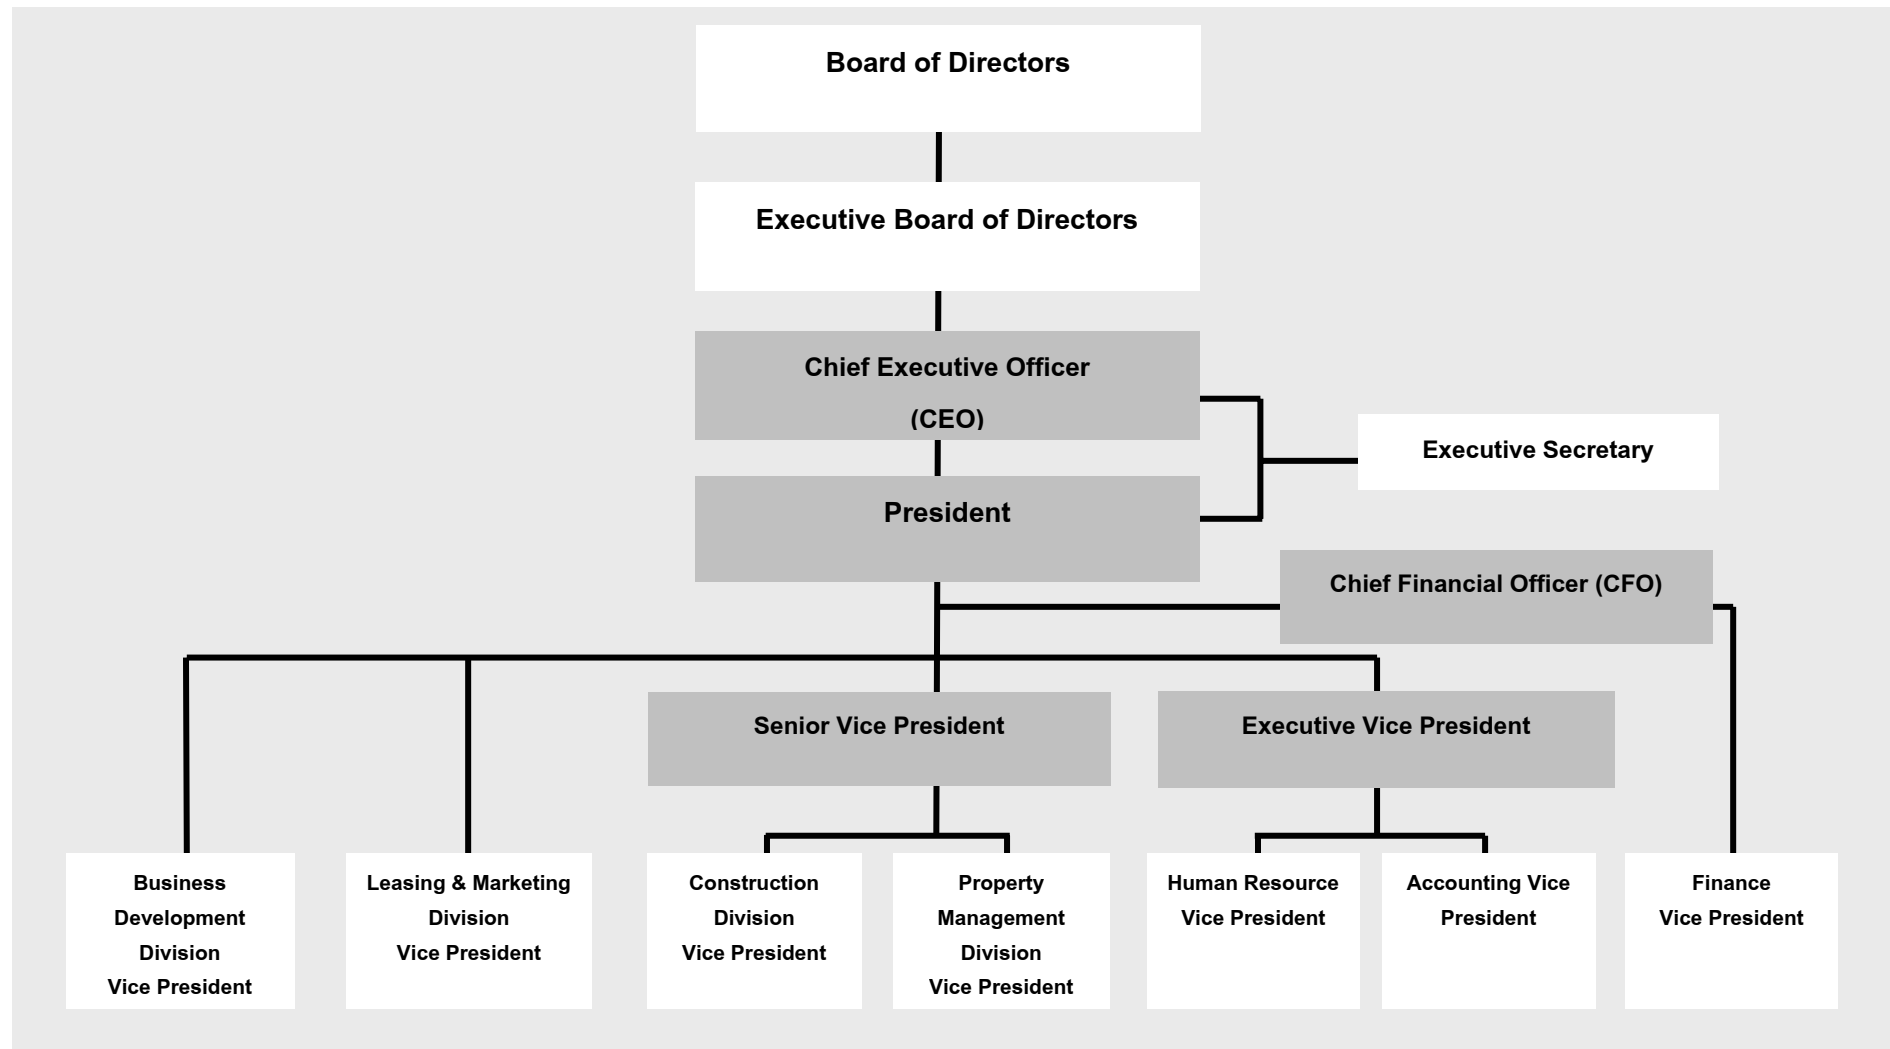 Board of Directors
Executive Board of Directors
Chief Executive Officer
(CEO)
Executive Secretary
President
Chief Financial Officer (CFO)
Senior Vice President
Executive Vice President
Business
Development
Division
Vice President
Leasing & Marketing
Division
Vice President
Construction
Division
Vice President
Property
Management
Division
Vice President
Human Resource
Vice President
Accounting Vice
President
Finance
Vice President